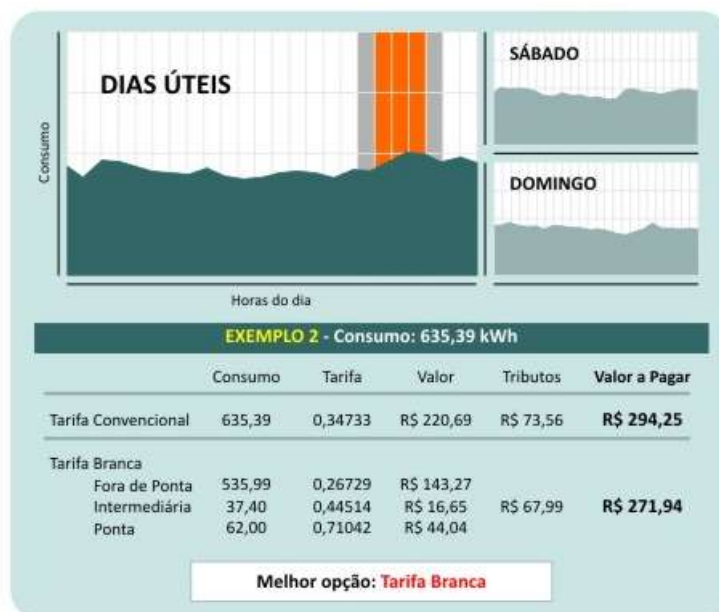 DIAS ÚTEIS
Consumo
Horas do dia
SÁBADO
DOMINGO
EXEMPLO 2 - Consumo: 635,39 kWh
Consumo Tarifa Valor Tributos Valor a Pagar
Tarifa Convencional 635,39 0,34733 R$ 220,69 R$ 73,56 R$ 294,25
Tarifa Branca
Fora de Ponta 535,99 0,26729 R$ 143,27
Intermediária 37,40 0,44514 R$ 16,65 R$ 67,99 R$ 271,94
Ponta 62,00 0,71042 R$ 44,04
Melhor opção: Tarifa Branca